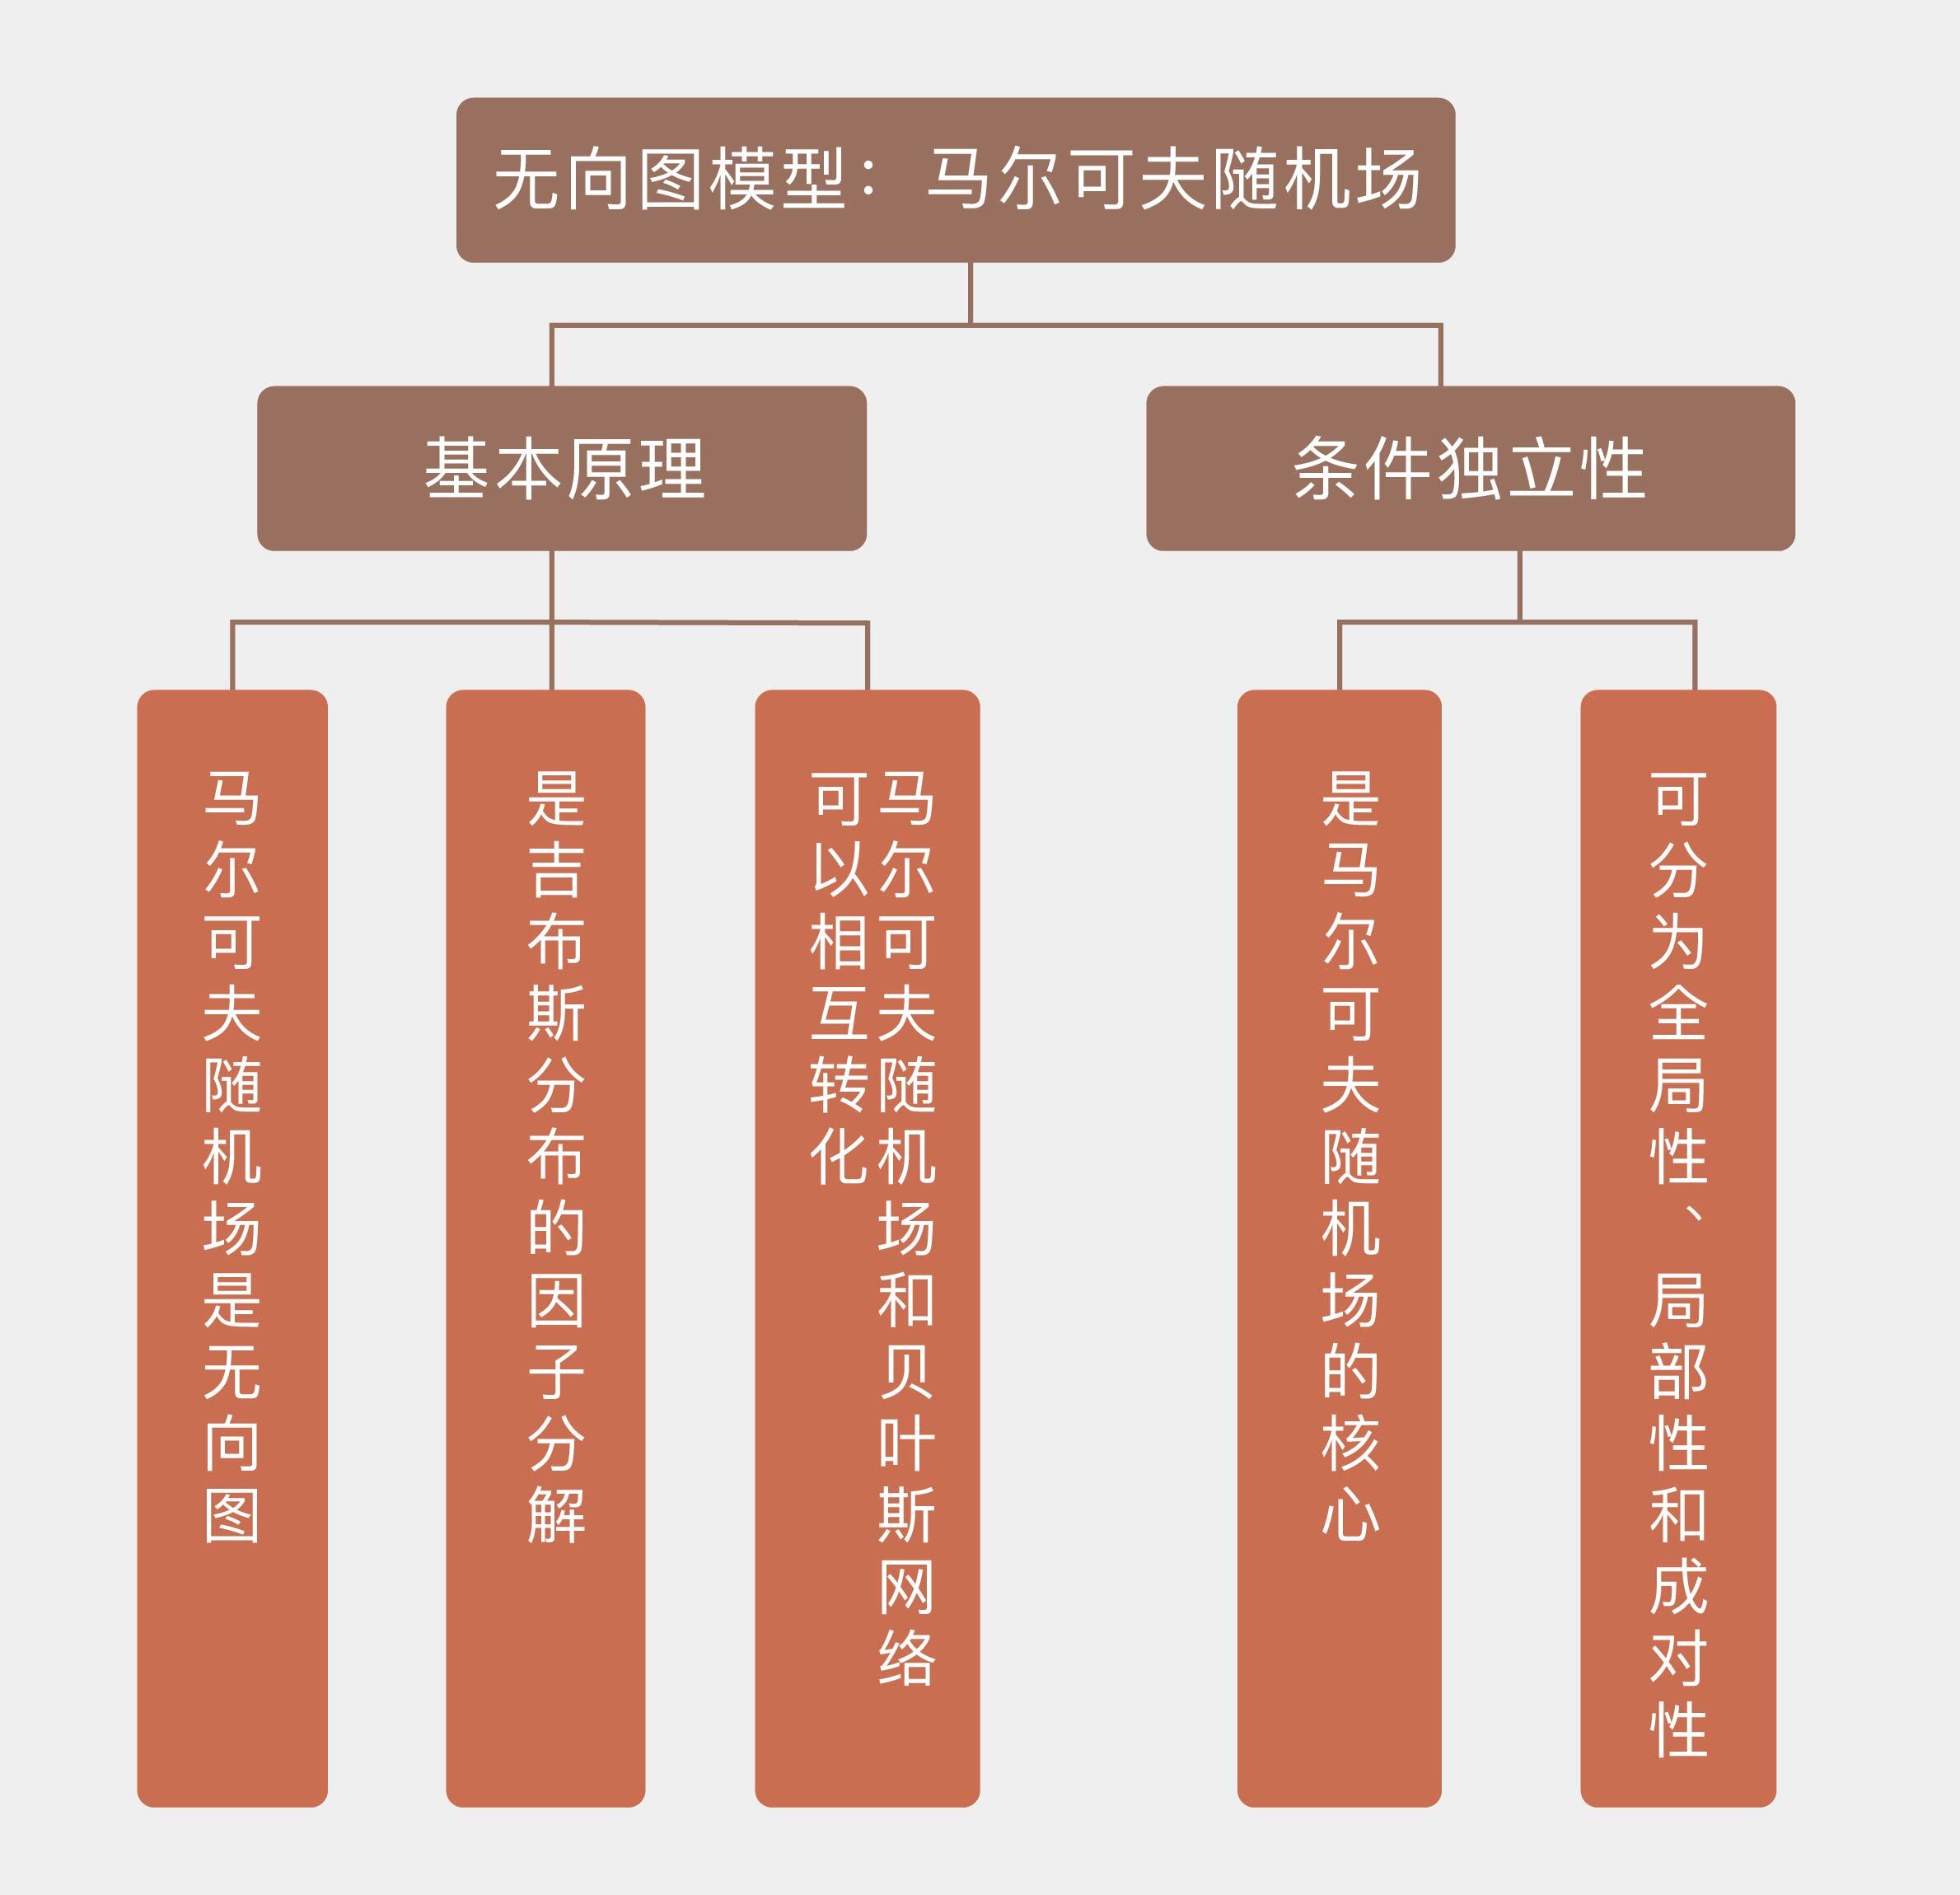 无向图模型：马尔可夫随机场
基本原理
条件独立性
马尔可夫随机场是无向图
是吉布斯分布的因子分解
马尔可夫随机场和贝叶斯网络
可以相互转化
是马尔可夫随机场的核心
可分为全局性、局部性和成对性